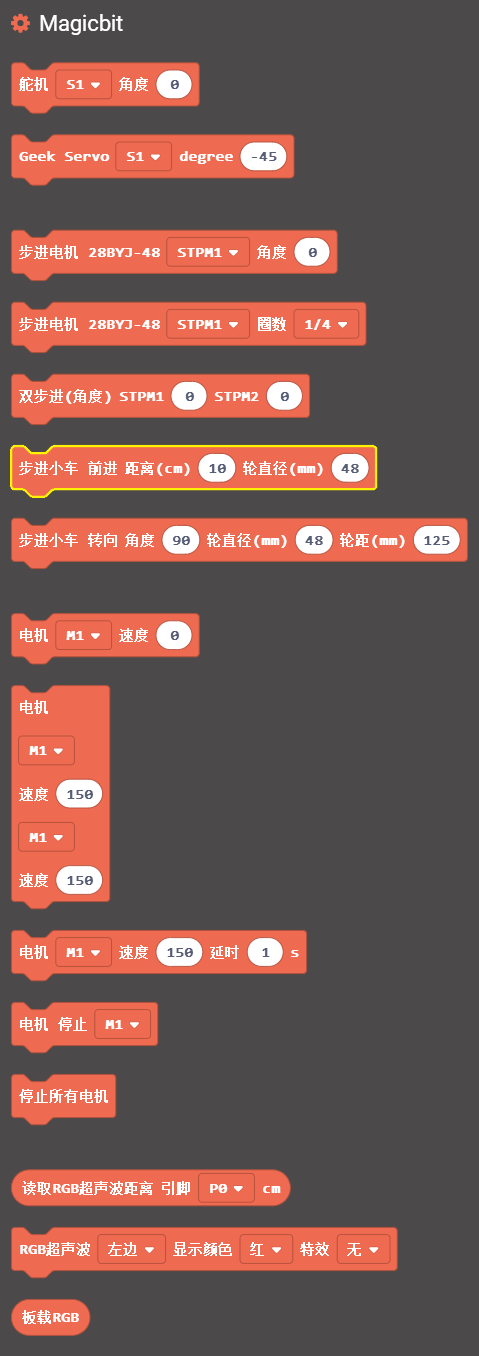 Magicbit
舵机 S1 角度 0
Geek Servo S1 degree -45
步进电机 28BYJ-48 STPM1 角度 0
步进电机 28BYJ-48 STPM1 圈数 1/4
双步进(角度) STPM1 0 STPM2 0
步进小车 前进 距离(cm) 10 轮直径(mm) 48
步进小车 转向 角度 90 轮直径(mm) 48 轮距(mm) 125
电机 M1 速度 0
电机
M1
速度 150
M1
速度 150
电机 M1 速度 150 延时 1 s
电机 停止 M1
停止所有电机
读取RGB超声波距离 引脚 P0 cm
RGB超声波 左边 显示颜色 红 特效 无
板载RGB